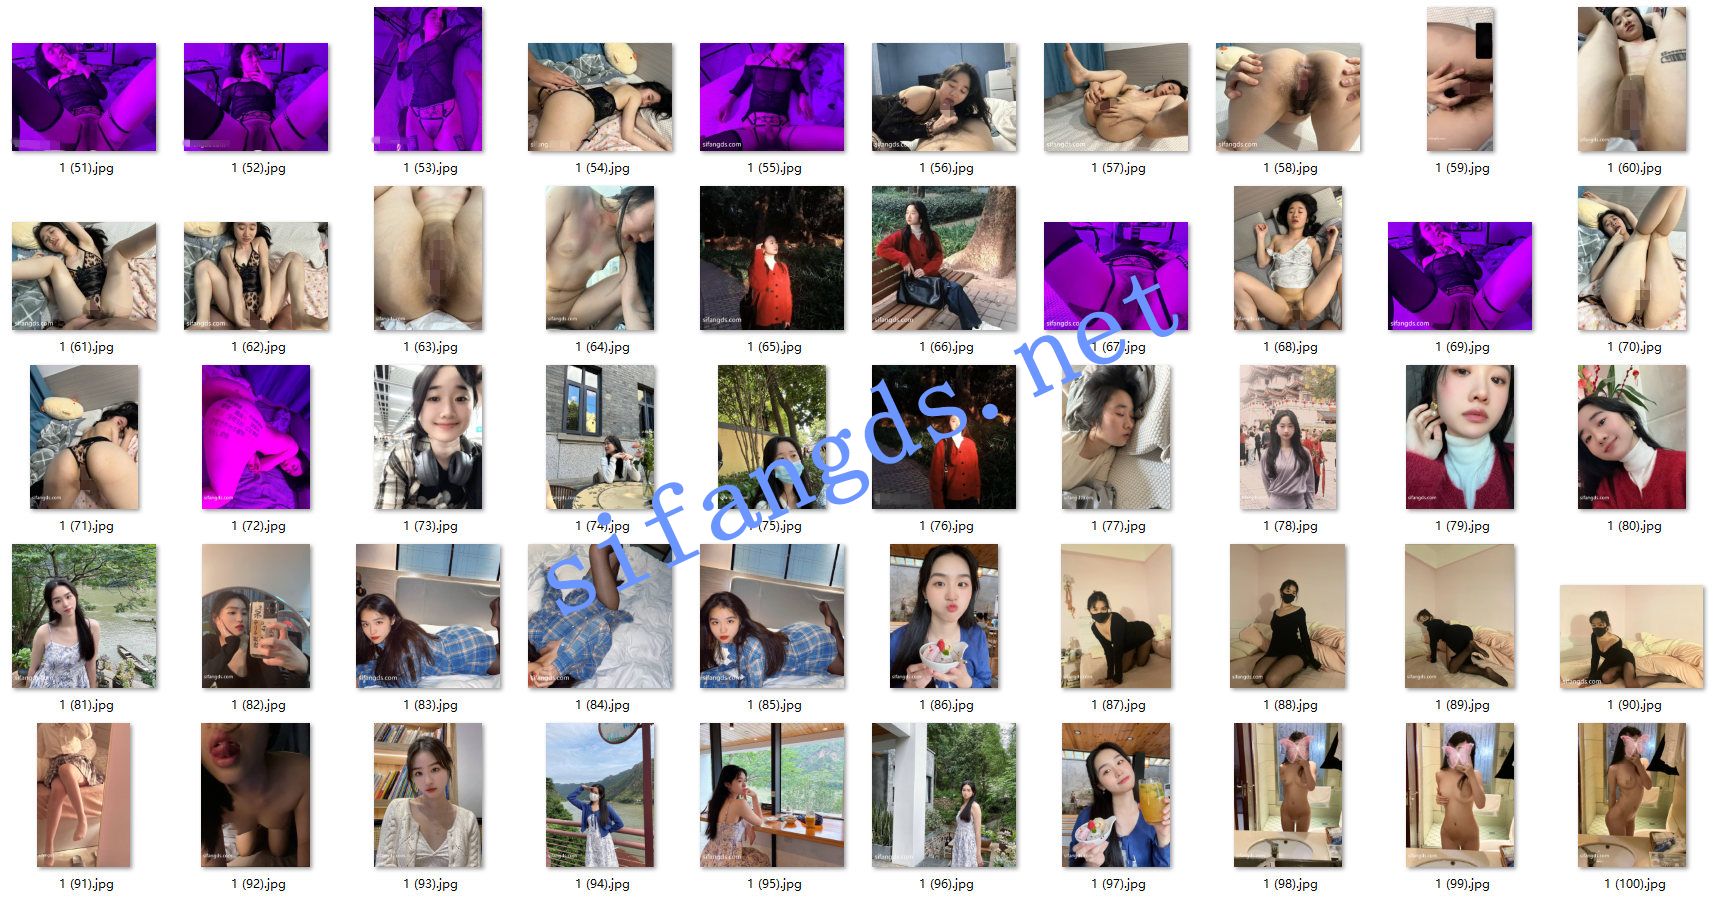 1 (51).jpg
1 (52).jpg
1 (53).jpg
1 (54).jpg
1 (55).jpg
1 (56).jpg
1 (57).jpg
1 (58).jpg
1 (59).jpg
1 (60).jpg
1 (61).jpg
1 (62).jpg
1 (63).jpg
1 (64).jpg
1 (65).jpg
1 (66).jpg
1 (67).jpg
1 (68).jpg
1 (69).jpg
1 (70).jpg
1 (71).jpg
1 (72).jpg
1 (73).jpg
1 (74).jpg
1 (75).jpg
1 (76).jpg
1 (77).jpg
1 (78).jpg
1 (79).jpg
1 (80).jpg
sifangds.net
1 (81).jpg
1 (82).jpg
1 (83).jpg
1 (84).jpg
1 (85).jpg
1 (86).jpg
1 (87).jpg
1 (88).jpg
1 (89).jpg
1 (90).jpg
1 (91).jpg
1 (92).jpg
1 (93).jpg
1 (94).jpg
1 (95).jpg
1 (96).jpg
1 (97).jpg
1 (98).jpg
1 (99).jpg
1 (100).jpg